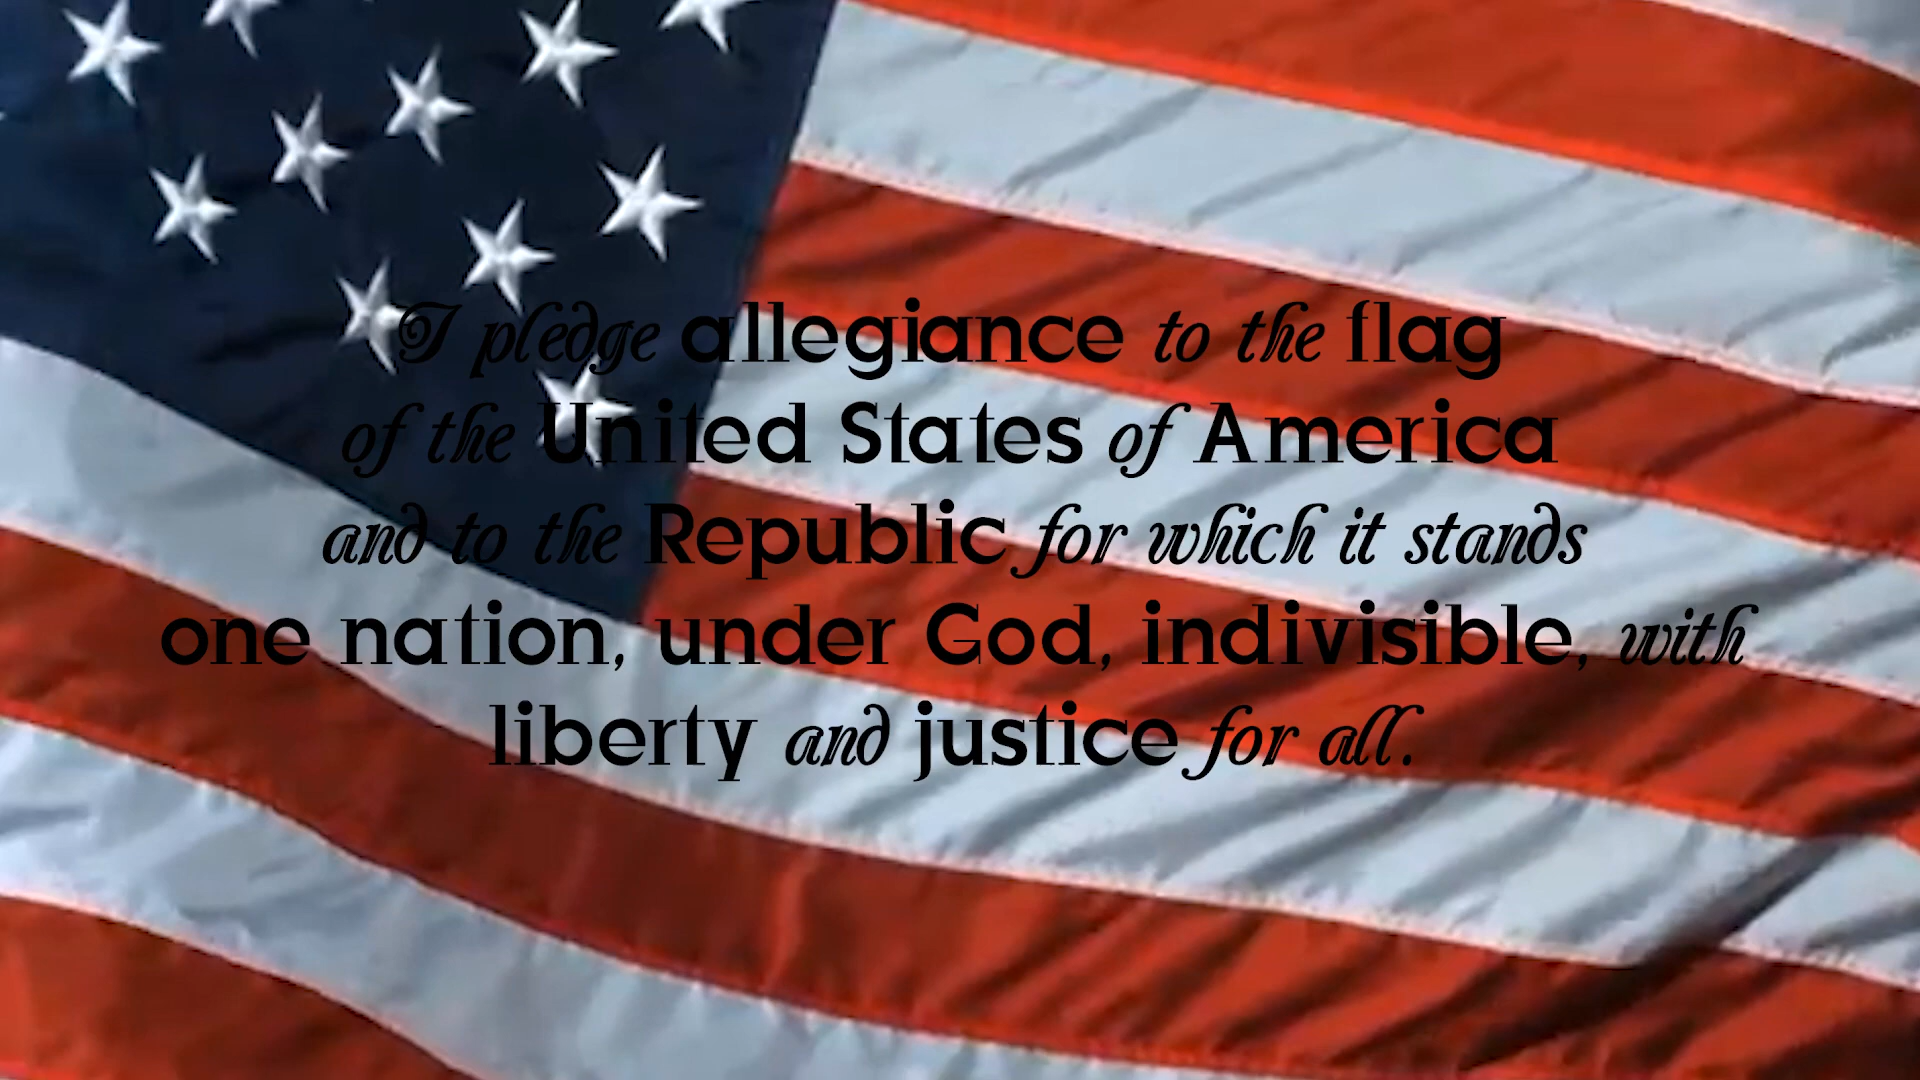 I pledge allegiance to the flag
of the United States of America
and to the Republic for which it stands
one nation, under God, indivisible, with
liberty and justice for all.